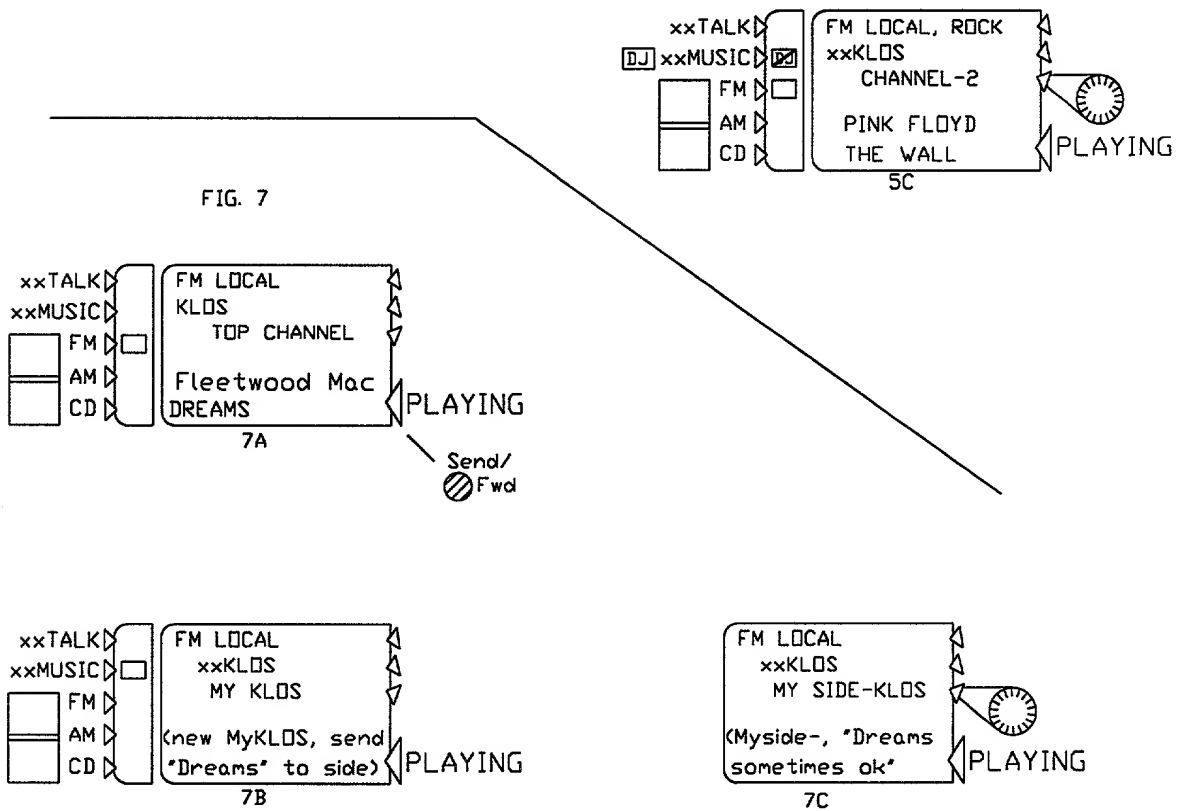 xxTALK
DJ xxMUSIC DJ
FM
AM
CD
FM LOCAL, ROCK
xxKLOS
CHANNEL-2
PINK FLOYD
THE WALL
PLAYING
5C
FIG. 7
xxTALK
xxMUSIC
FM
AM
CD
FM LOCAL
KLOS
TOP CHANNEL
Fleetwood Mac
DREAMS
PLAYING
7A
Send/
Fwd
xxTALK
xxMUSIC
FM
AM
CD
FM LOCAL
xxKLOS
MY KLOS
(new MyKLOS, send
"Dreams" to side)
PLAYING
7B
FM LOCAL
xxKLOS
MY SIDE-KLOS
(Myside-, "Dreams
sometimes ok"
PLAYING
7C